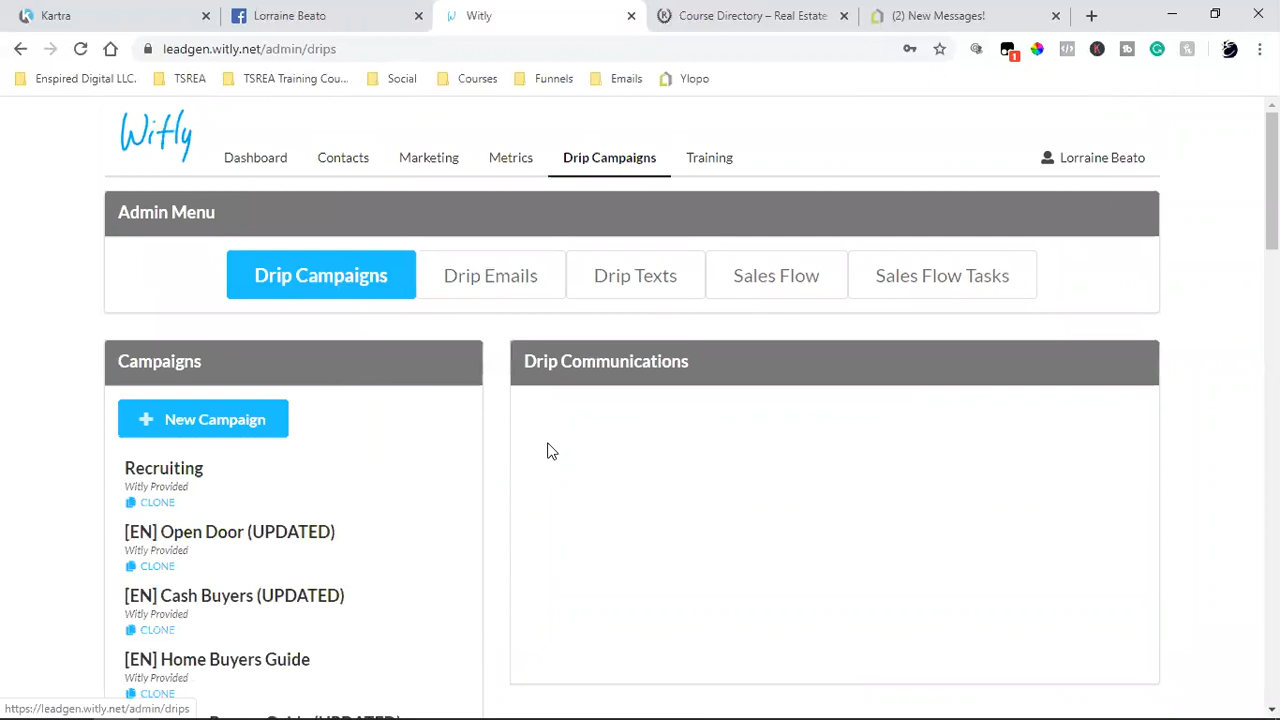 Kartra
Lorraine Beato
Witly
Course Directory – Real Estate
(2) New Messages!
leadgen.witly.net/admin/drips
1
Enspired Digital LLC.
TSREA
TSREA Training Cou...
Social
Courses
Funnels
Emails
Ylopo
Witly
Dashboard
Contacts
Marketing
Metrics
Drip Campaigns
Training
Lorraine Beato
Admin Menu
Drip Campaigns
Drip Emails
Drip Texts
Sales Flow
Sales Flow Tasks
Campaigns
Drip Communications
New Campaign
Recruiting
Witly Provided
CLONE
[EN] Open Door (UPDATED)
Witly Provided
CLONE
[EN] Cash Buyers (UPDATED)
Witly Provided
CLONE
[EN] Home Buyers Guide
Witly Provided
CLONE
https://leadgen.witly.net/admin/drips